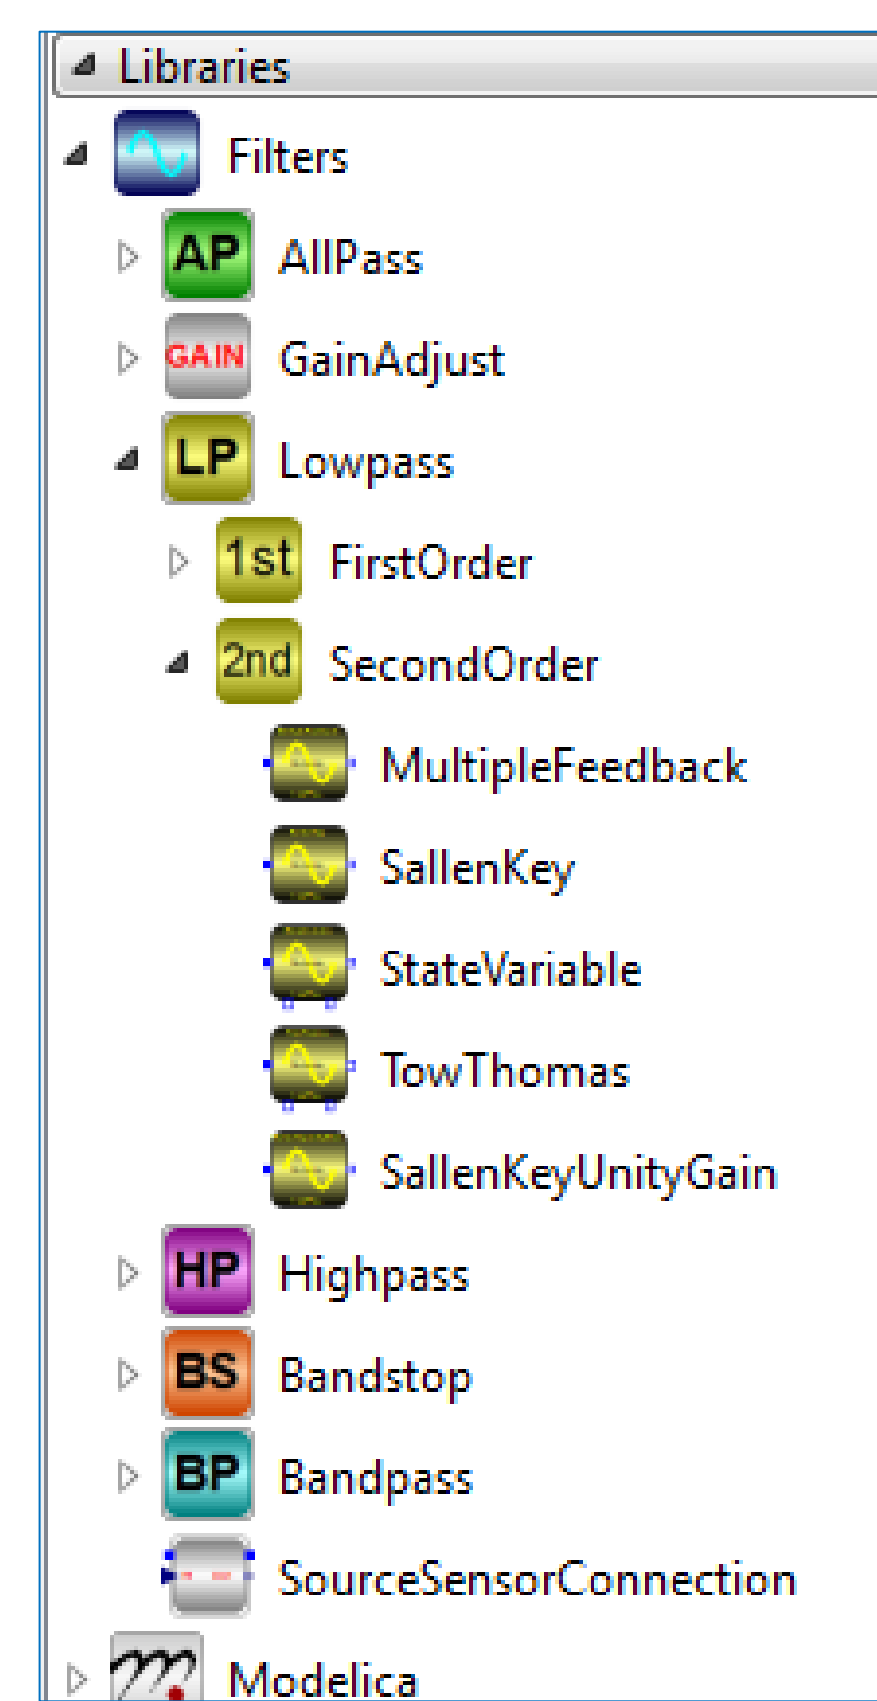 Libraries
Filters
AP AllPass
GAIN GainAdjust
LP Lowpass
1st FirstOrder
2nd SecondOrder
MultipleFeedback
SallenKey
StateVariable
TowThomas
SallenKeyUnityGain
HP Highpass
BS Bandstop
BP Bandpass
SourceSensorConnection
Modelica